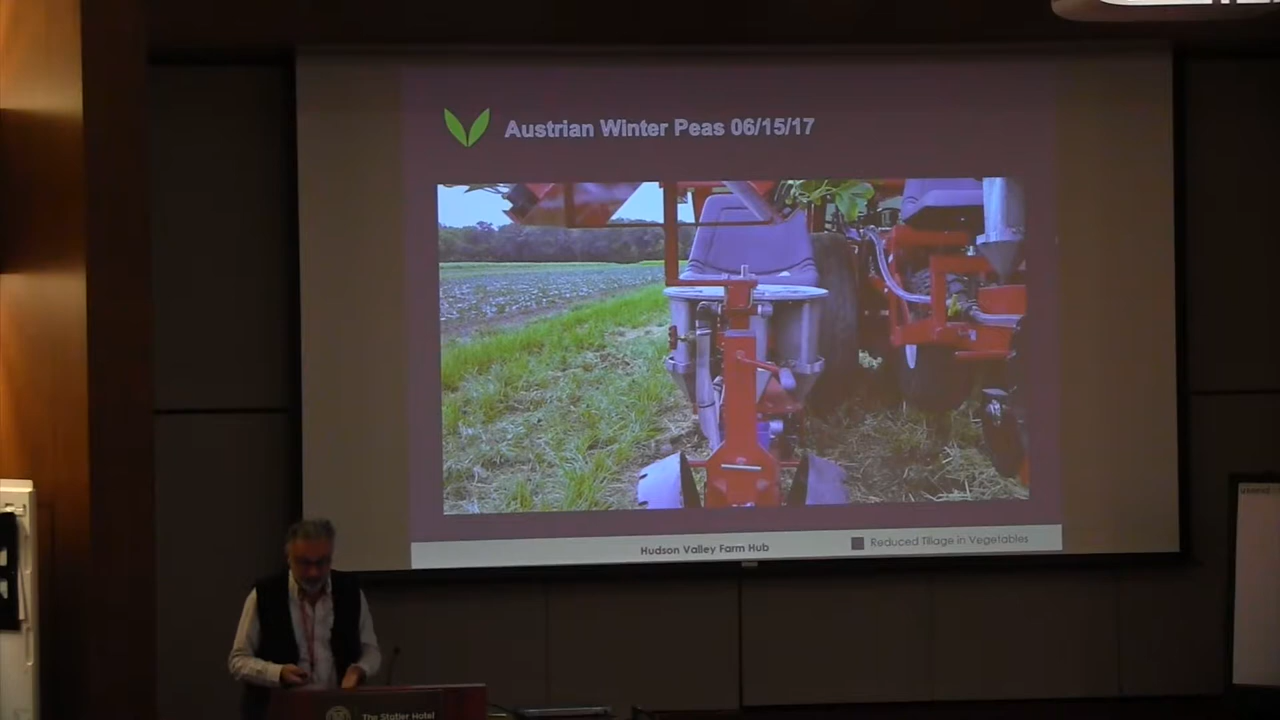 Austrian Winter Peas 06/15/17
Hudson Valley Farm Hub
Reduced Tillage in Vegetables
The Statler Hotel